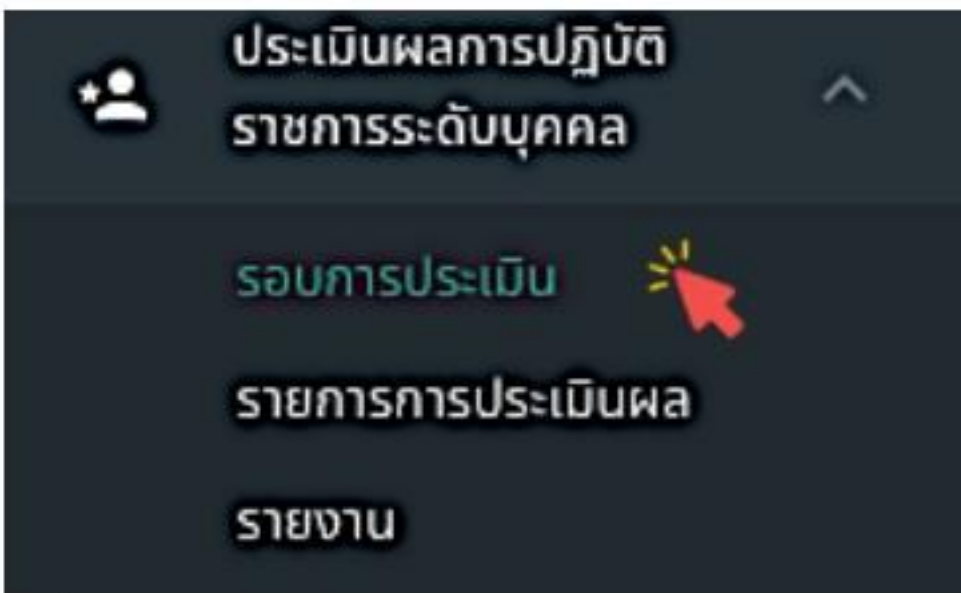 ประเมินผลการปฏิบัติ
ราชการระดับบุคคล
รอบการประเมิน
รายการการประเมินผล
รายงาน